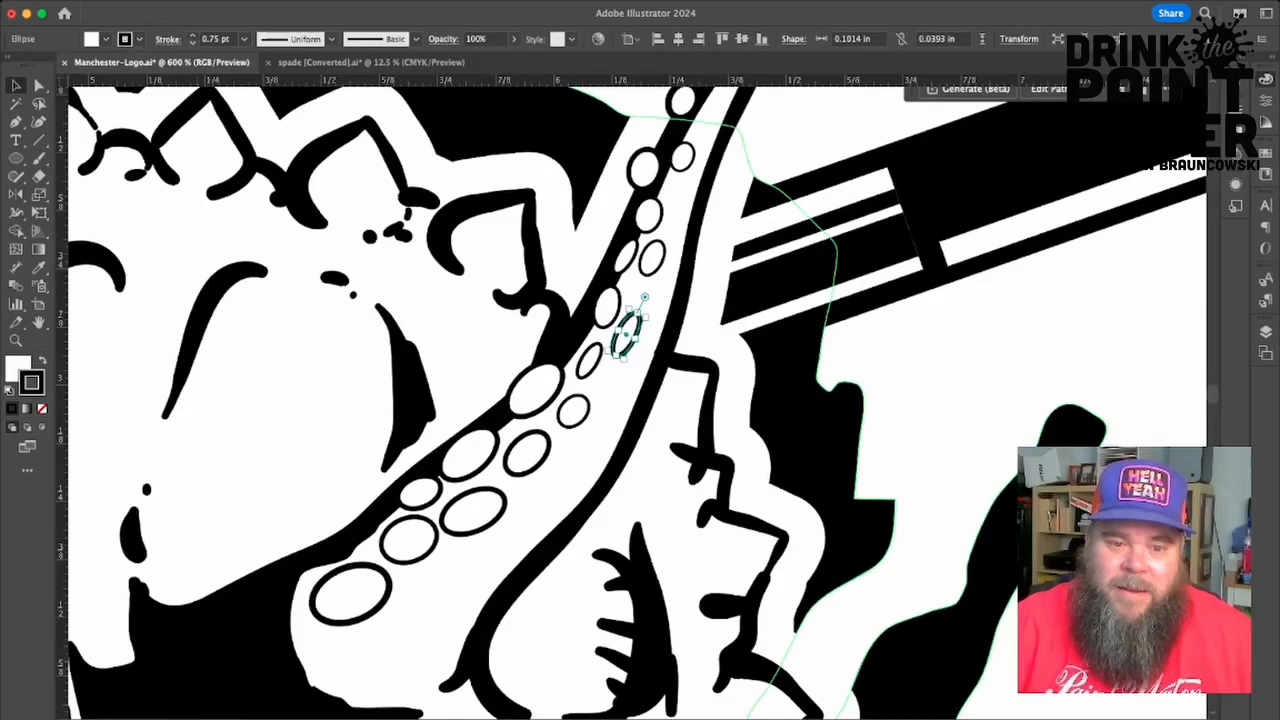 Adobe Illustrator 2024
Share
Ellipse
Stroke:
0.75 pt
Uniform
Basic
Opacity:
100%
Style:
Shape:
0.1014 in
0.0393 in
Transform
Manchester-Logo.ai* @ 600 % (RGB/Preview)
spade [Converted].ai* @ 12.5 % (CMYK/Preview)
Generate (Beta)
DRINK the
PAINT
ER
BRAUNCOWSKI
HELL
YEAH